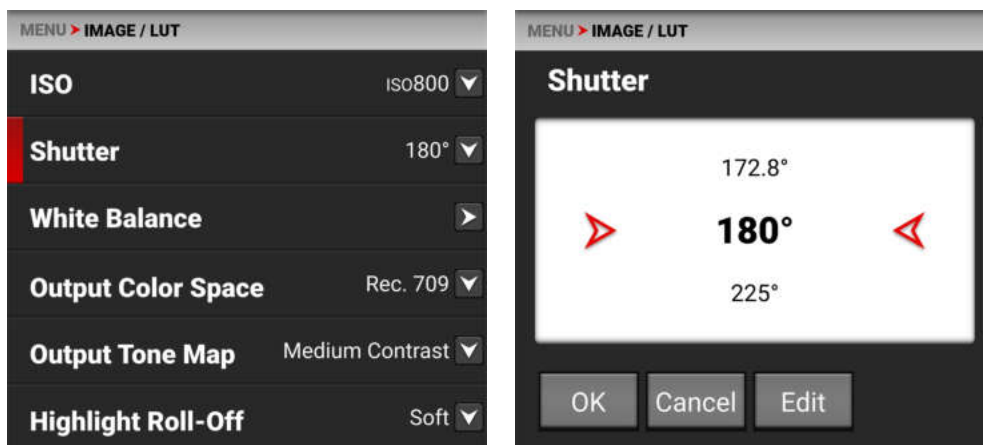 MENU > IMAGE / LUT
ISO ISO800
Shutter 180°
White Balance
Output Color Space Rec. 709
Output Tone Map Medium Contrast
Highlight Roll-Off Soft
MENU > IMAGE / LUT
Shutter
172.8°
180°
225°
OK Cancel Edit